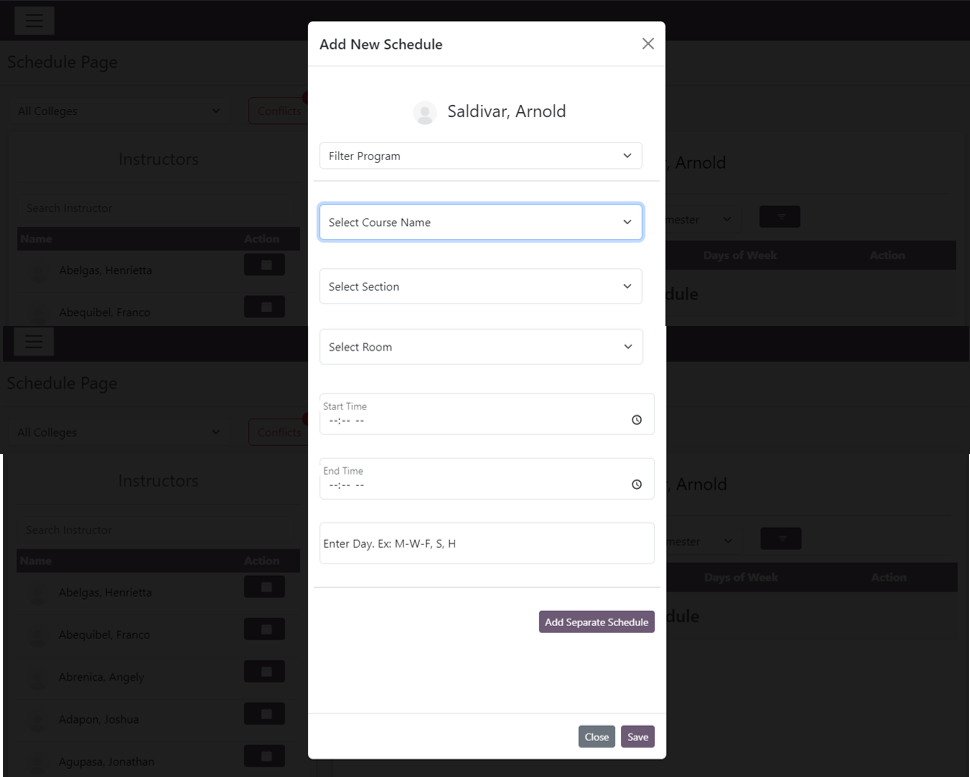 Add New Schedule
Schedule Page
Saldivar, Arnold
All Colleges
Conflicts
Filter Program
Instructors
r, Arnold
Search Instructor
Select Course Name
mester
Name Action
Days of Week Action
Abelgas, Henrietta
Select Section
dule
Abequibel, Franco
Select Room
Schedule Page
Start Time
--:-- --
All Colleges
Conflicts
End Time
--:-- --
Instructors
r, Arnold
Search Instructor
Enter Day. Ex: M-W-F, S, H
mester
Name Action
Days of Week Action
Abelgas, Henrietta
dule
Add Separate Schedule
Abequibel, Franco
Abrenica, Angely
Adapon, Joshua
Close Save
Agupasa, Jonathan